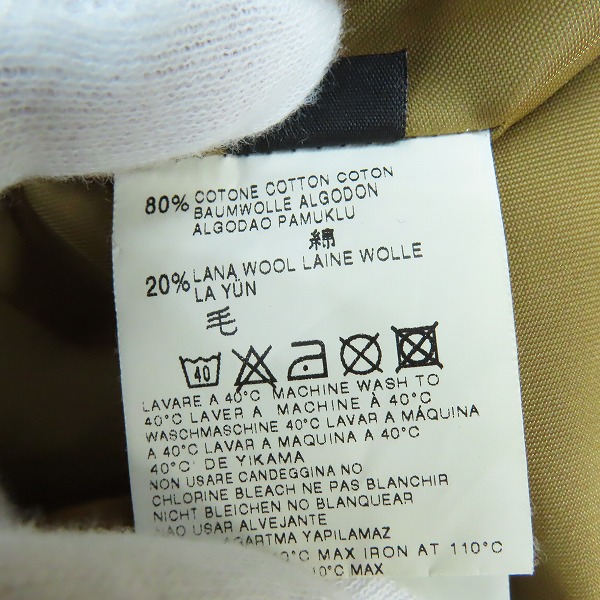 80% COTONE COTTON COTON
BAUMWOLLE ALGODON
ALGODAO PAMUKLU
綿
20% LANA WOOL LAINE WOLLE
LA YÜN
毛
40
LAVARE A 40°C MACHINE WASH TO
40°C LAVER A MACHINE À 40°C
WASCHMASCHINE 40°C LAVAR A MÁQUINA
A 40°C LAVAR A MAQUINA A 40°C
40°C' DE YIKAMA
NON USARE CANDEGGINA NO
CHLORINE BLEACH NE PAS BLANCHIR
NICHT BLEICHEN NO BLANQUEAR
NAO USAR ALVEJANTE
AGARTMA YAPILAMAZ
0°C MAX IRON AT 110°C
10°C MAX